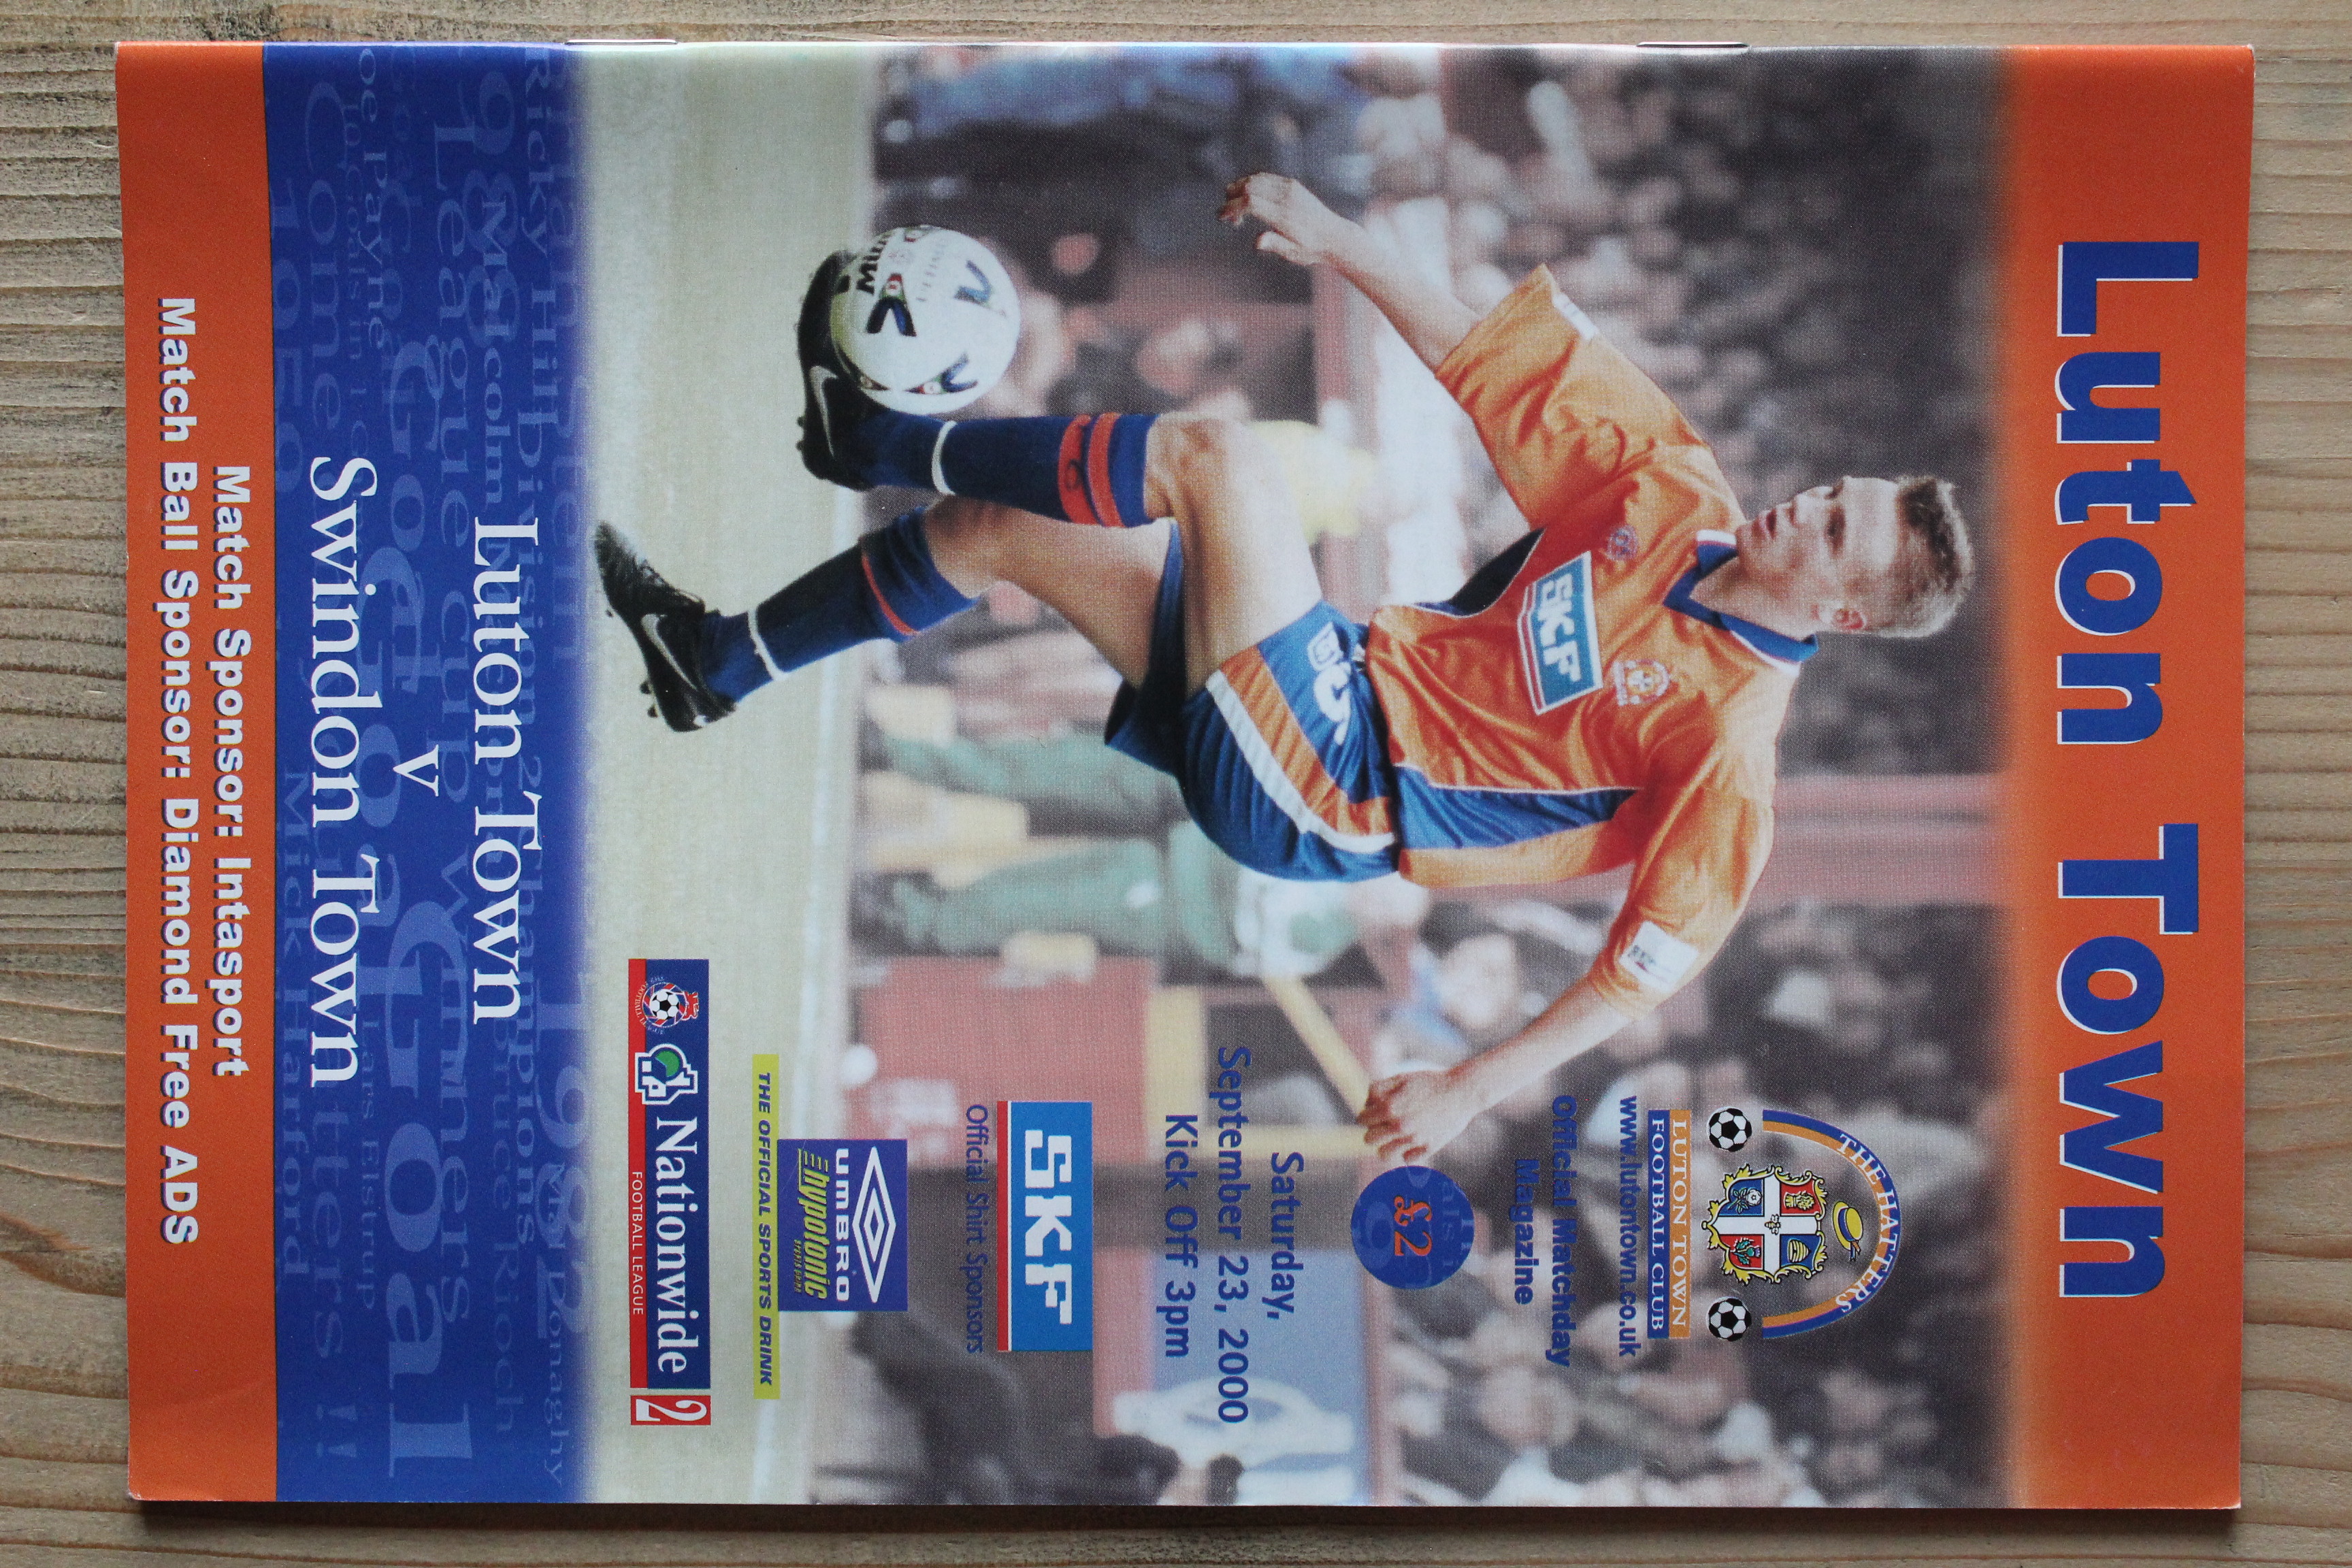 Luton Town
THE HATTERS
LUTON TOWN
FOOTBALL CLUB
www.lutontown.co.uk
Official Matchday
Magazine
£2
Saturday,
September 23, 2000
Kick Off 3pm
SKF
Official Shirt Sponsors
SKF
UMBRO
hypotonic
THE OFFICIAL SPORTS DRINK
Nationwide 2
FOOTBALL LEAGUE
Luton Town
v
Swindon Town
Match Sponsor: Intasport
Match Ball Sponsor: Diamond Free ADS